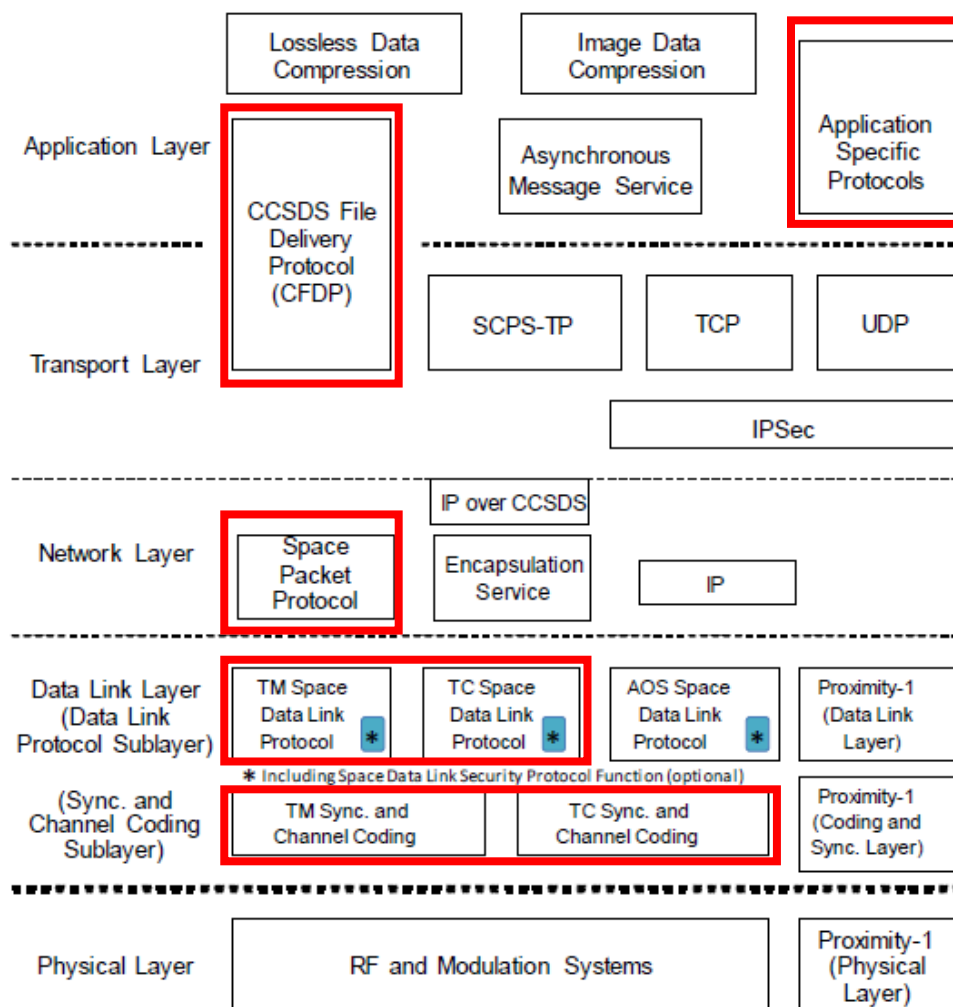 Lossless Data
Compression
Image Data
Compression
Application Layer
CCSDS File
Delivery
Protocol
(CFDP)
Asynchronous
Message Service
Application
Specific
Protocols
Transport Layer
SCPS-TP
TCP
UDP
IPSec
Network Layer
Space
Packet
Protocol
IP over CCSDS
Encapsulation
Service
IP
Data Link Layer
(Data Link
Protocol Sublayer)
TM Space
Data Link
Protocol *
TC Space
Data Link
Protocol *
AOS Space
Data Link
Protocol *
Proximity-1
(Data Link
Layer)
* Including Space Data Link Security Protocol Function (optional)
(Sync. and
Channel Coding
Sublayer)
TM Sync. and
Channel Coding
TC Sync. and
Channel Coding
Proximity-1
(Coding and
Sync. Layer)
Physical Layer
RF and Modulation Systems
Proximity-1
(Physical
Layer)